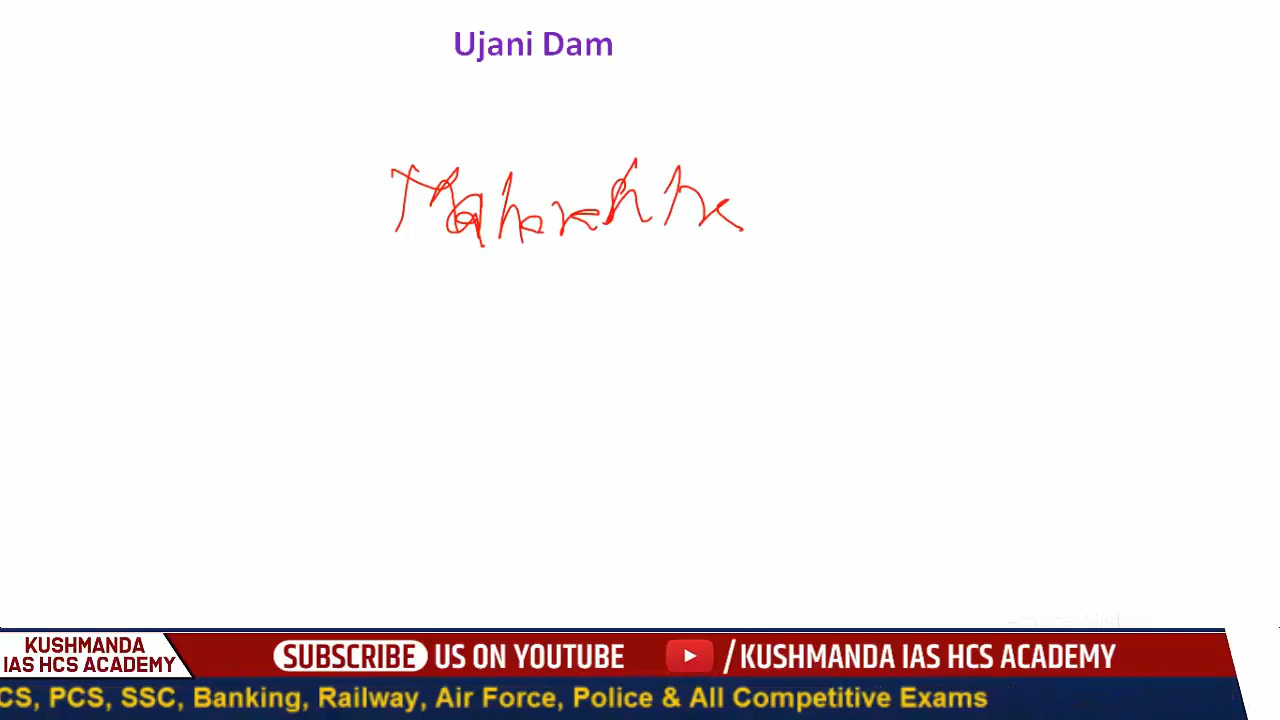 Ujani Dam
Maharashtra
KUSHMANDA
IAS HCS ACADEMY
SUBSCRIBE US ON YOUTUBE
/KUSHMANDA IAS HCS ACADEMY
CS, PCS, SSC, Banking, Railway, Air Force, Police & All Competitive Exams